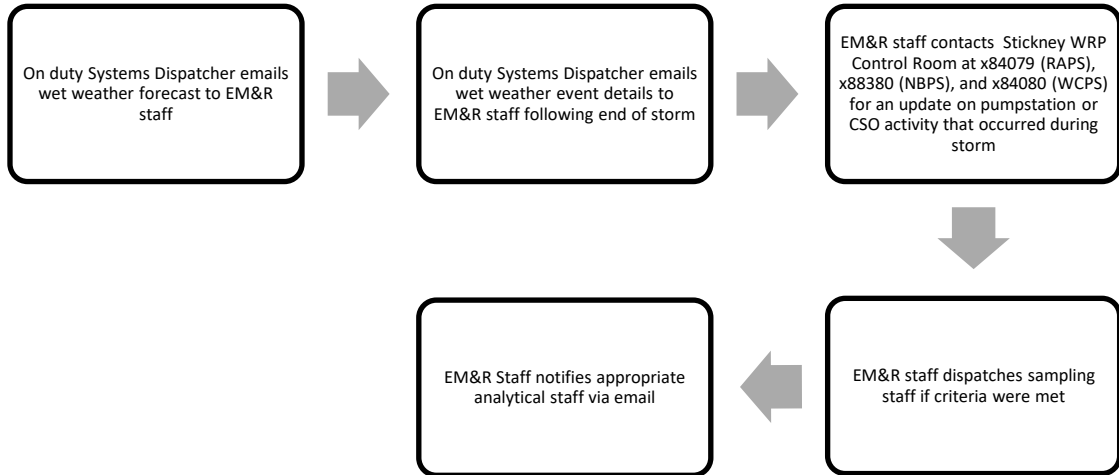 On duty Systems Dispatcher emails
wet weather forecast to EM&R
staff
On duty Systems Dispatcher emails
wet weather event details to
EM&R staff following end of storm
EM&R staff contacts Stickney WRP
Control Room at x84079 (RAPS),
x88380 (NBPS), and x84080 (WCPS)
for an update on pumpstation or
CSO activity that occurred during
storm
EM&R staff dispatches sampling
staff if criteria were met
EM&R Staff notifies appropriate
analytical staff via email